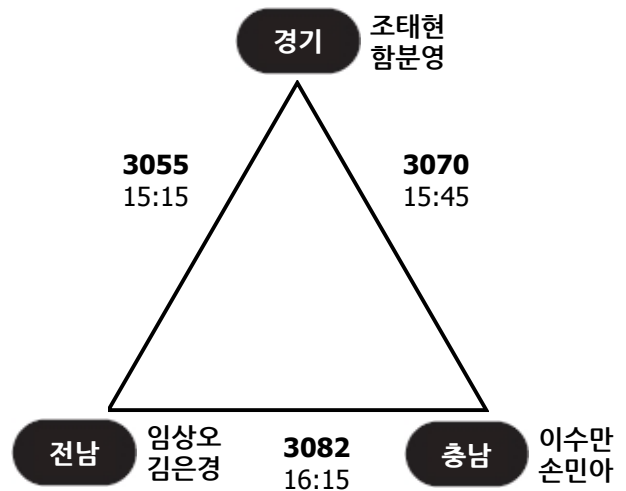 경기
조태현
함분영
3055
15:15
3070
15:45
전남
임상오
김은경
3082
16:15
충남
이수만
손민아